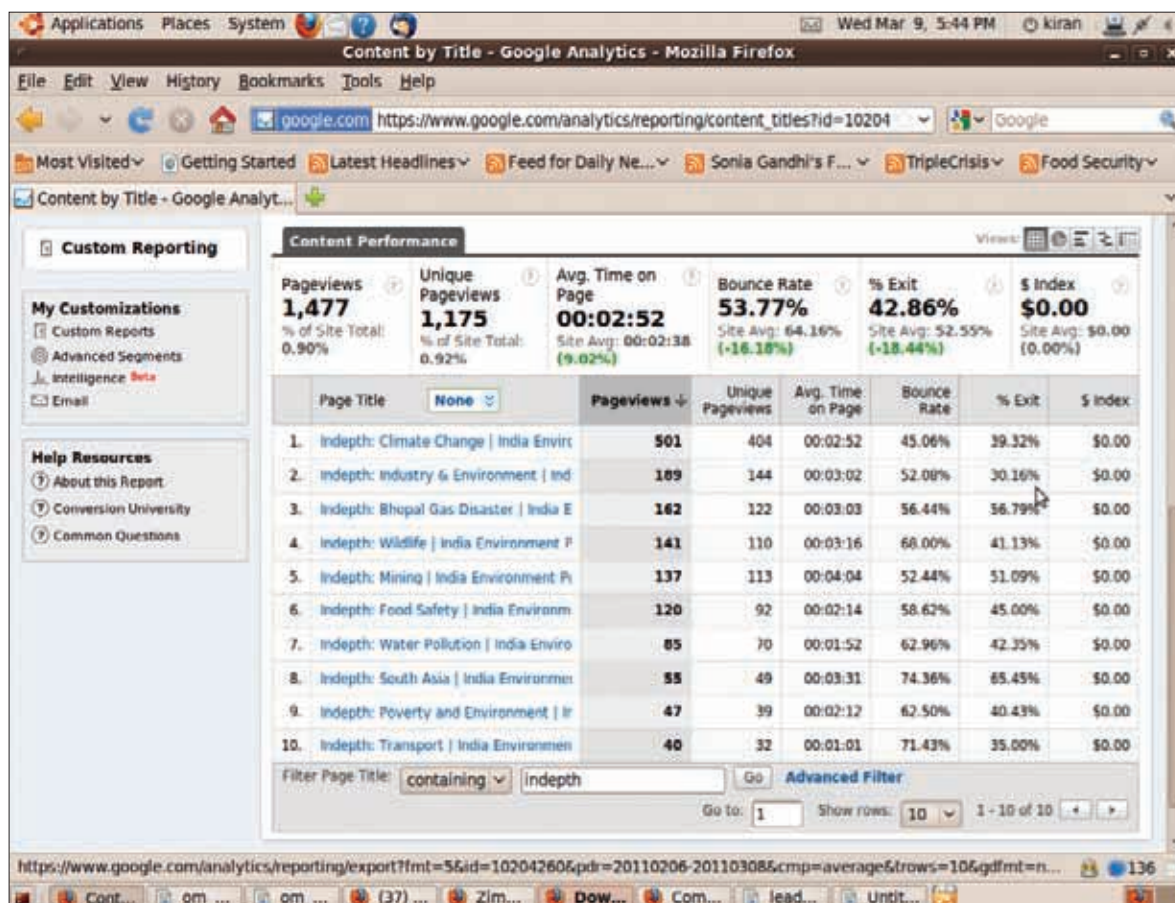 Applications Places System Wed Mar 9, 5:44 PM kiran
Content by Title - Google Analytics - Mozilla Firefox
File Edit View History Bookmarks Tools Help
google.com https://www.google.com/analytics/reporting/content_titles?id=10204 Google
Most Visited Getting Started Latest Headlines Feed for Daily Ne... Sonia Gandhi's F... TripleCrisis Food Security
Content by Title - Google Analyt...
Custom Reporting
My Customizations
Custom Reports
Advanced Segments
Intelligence Beta
Email
Help Resources
About this Report
Conversion University
Common Questions
Content Performance Views:
Pageviews
1,477
% of Site Total:
0.90%
Unique
Pageviews
1,175
% of Site Total:
0.92%
Avg. Time on
Page
00:02:52
Site Avg: 00:02:38
(9.02%)
Bounce Rate
53.77%
Site Avg: 64.16%
(-16.18%)
% Exit
42.86%
Site Avg: 52.55%
(-18.44%)
$ Index
$0.00
Site Avg: $0.00
(0.00%)
Page Title None Pageviews Unique Pageviews Avg. Time on Page Bounce Rate % Exit $ Index
1. Indepth: Climate Change | India Enviro 501 404 00:02:52 45.06% 39.32% $0.00
2. Indepth: Industry & Environment | Ind 189 144 00:03:02 52.08% 30.16% $0.00
3. Indepth: Bhopal Gas Disaster | India E 162 122 00:03:03 56.44% 56.79% $0.00
4. Indepth: Wildlife | India Environment P 141 110 00:03:16 68.00% 41.13% $0.00
5. Indepth: Mining | India Environment Po 137 113 00:04:04 52.44% 51.09% $0.00
6. Indepth: Food Safety | India Environm 120 92 00:02:14 58.62% 45.00% $0.00
7. Indepth: Water Pollution | India Enviro 85 70 00:01:52 62.96% 42.35% $0.00
8. Indepth: South Asia | India Environmen 55 49 00:03:31 74.36% 65.45% $0.00
9. Indepth: Poverty and Environment | Ir 47 39 00:02:12 62.50% 40.43% $0.00
10. Indepth: Transport | India Environmen 40 32 00:01:01 71.43% 35.00% $0.00
Filter Page Title: containing indepth Go Advanced Filter
Go to: 1 Show rows: 10 1 - 10 of 10
https://www.google.com/analytics/reporting/export?fmt=5&id=10204260&pdr=20110206-20110308&cmp=average&trows=10&gdfmt=n... 136
Cont... om ... om ... (37) ... Zim... Dow... Com... lead... Untit...